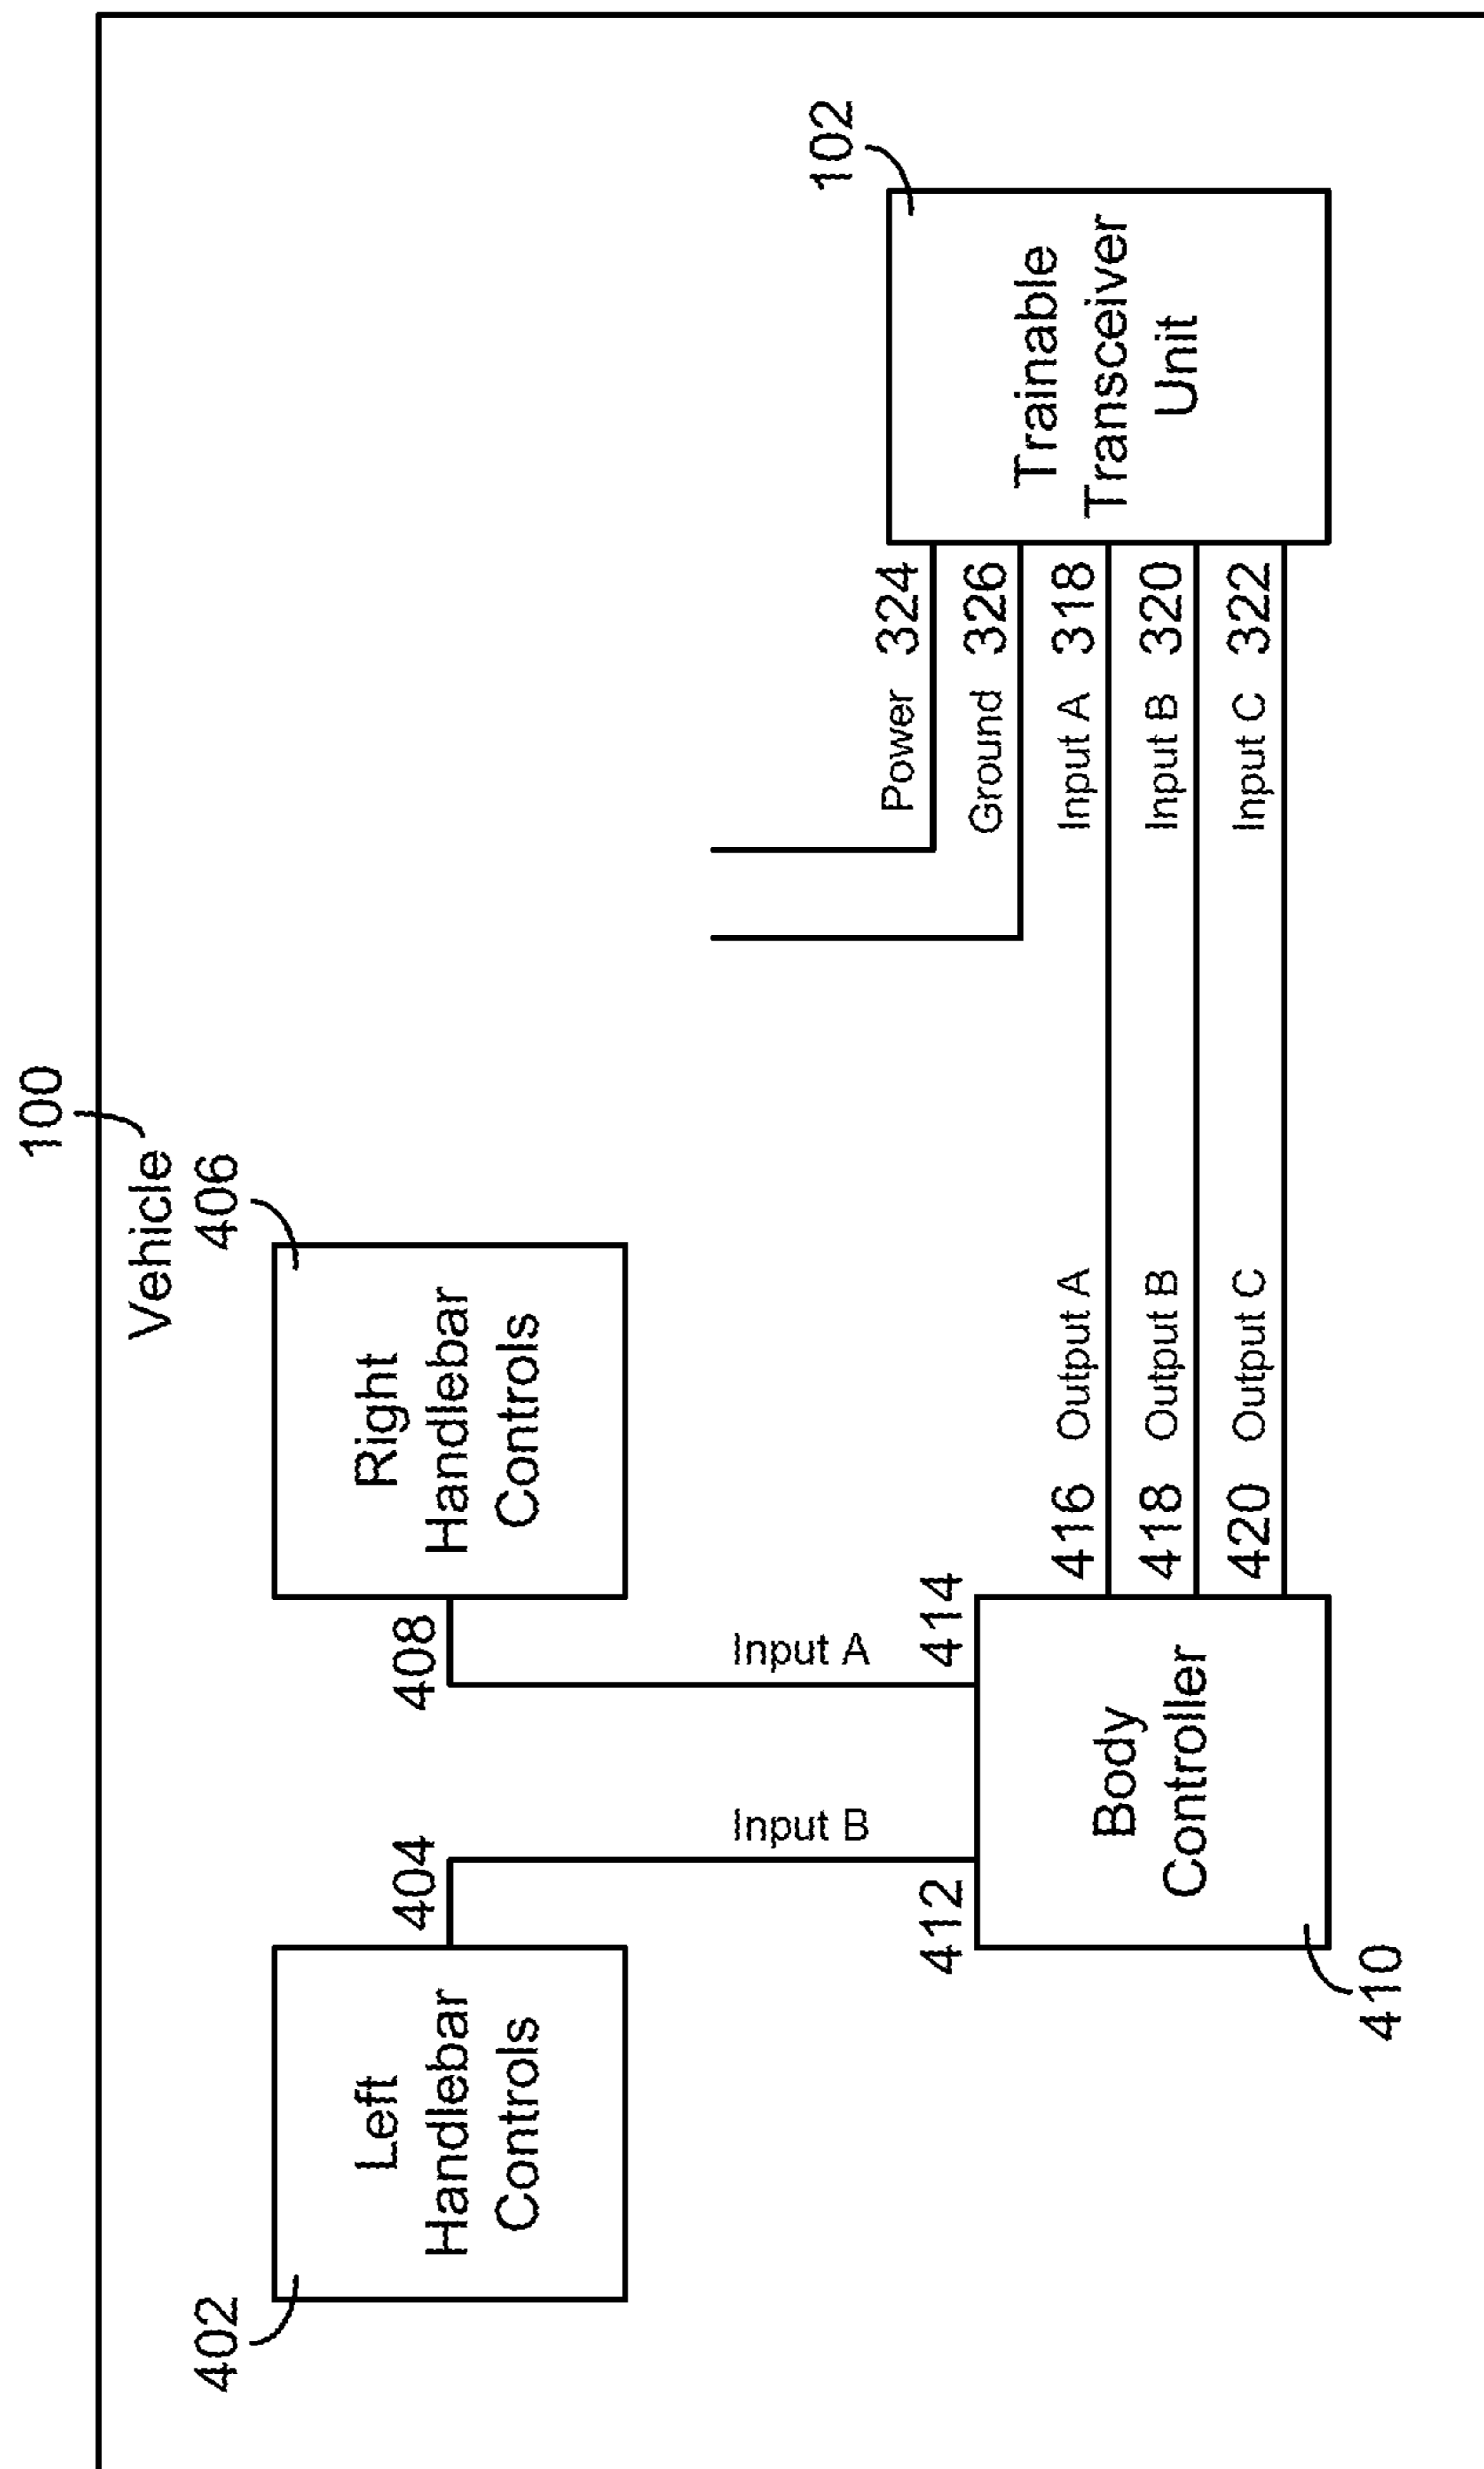 100
Vehicle
402
Left
Handlebar
Controls
404
406
Right
Handlebar
Controls
408
Input B
Input A
412
414
Body
Controller
410
416 Output A
418 Output B
420 Output C
Power 324
Ground 326
Input A 318
Input B 320
Input C 322
102
Trainable
Transceiver
Unit